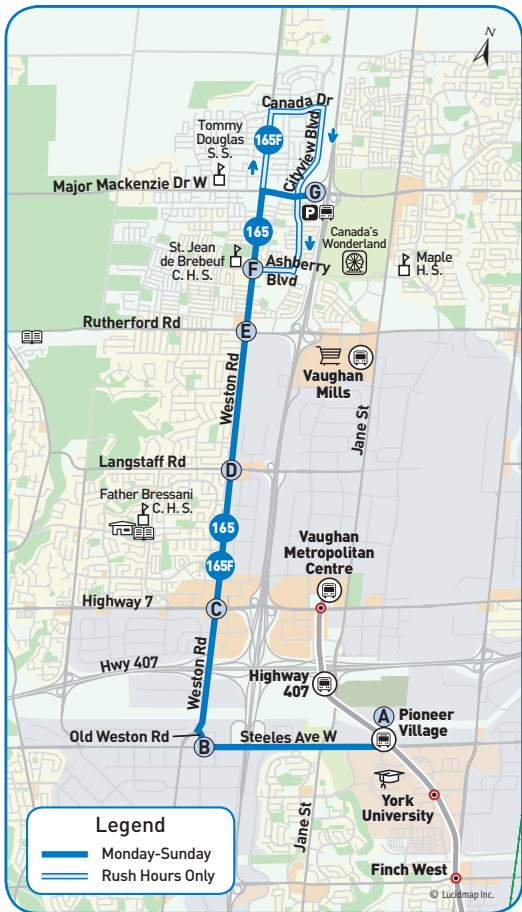 N
Canada Dr
Tommy
Douglas
S. S.
165F
Cityview Blvd
Major Mackenzie Dr W
G
P
165
St. Jean
de Brebeuf
C. H. S.
Canada's
Wonderland
Maple
H. S.
F
Ashberry
Blvd
Rutherford Rd
E
Vaughan
Mills
Weston Rd
Jane St
Langstaff Rd
D
Father Bressani
C. H. S.
165
165F
Vaughan
Metropolitan
Centre
Highway 7
C
Weston Rd
Hwy 407
Highway
407
A
Pioneer
Village
Old Weston Rd
B
Steeles Ave W
York
University
Jane St
Legend
Monday-Sunday
Rush Hours Only
Finch West
© Lucidmap Inc.